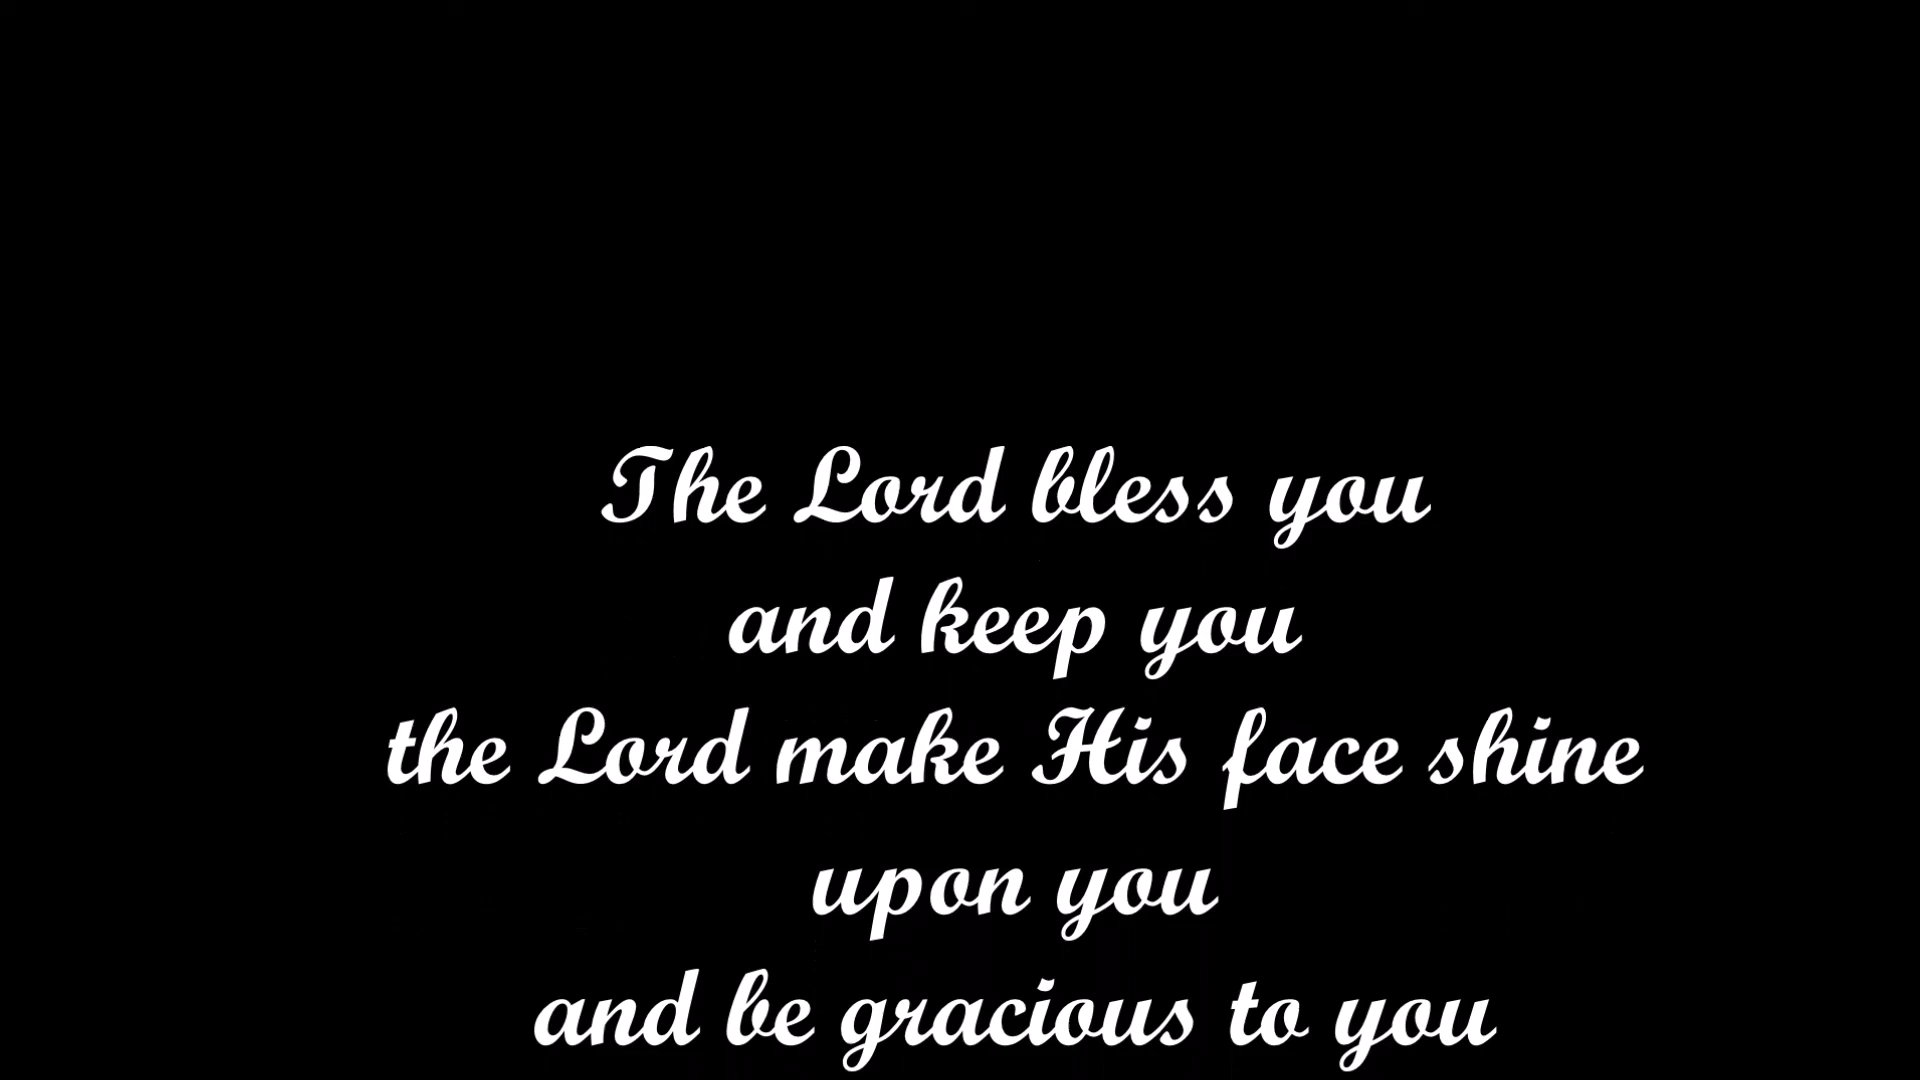 The Lord bless you
and keep you
the Lord make His face shine
upon you
and be gracious to you